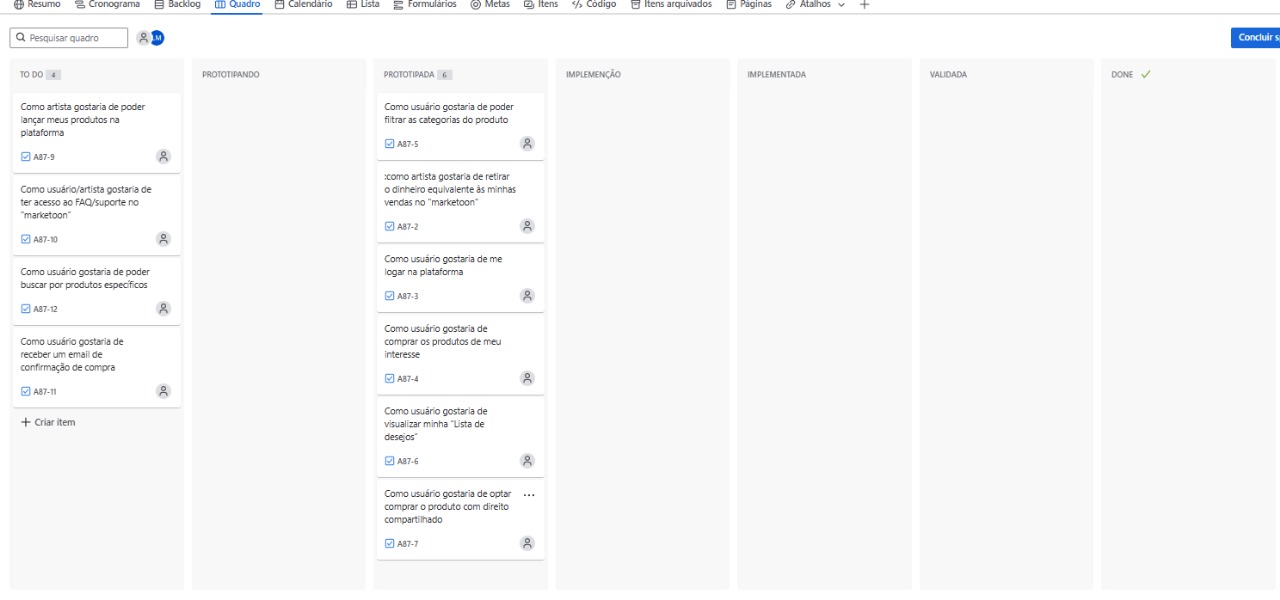 Resumo Cronograma Backlog Quadro Calendário Lista Formulários Metas Itens Código Itens arquivados Páginas Atalhos
Pesquisar quadro
LM
Concluir s
TO DO 4
Como artista gostaria de poder
lançar meus produtos na
plataforma
A87-9
Como usuário/artista gostaria de
ter acesso ao FAQ/suporte no
"marketoon"
A87-10
Como usuário gostaria de poder
buscar por produtos específicos
A87-12
Como usuário gostaria de
receber um email de
confirmação de compra
A87-11
+ Criar item
PROTOTIPANDO
PROTOTIPADA 6
Como usuário gostaria de poder
filtrar as categorias do produto
A87-5
:como artista gostaria de retirar
o dinheiro equivalente às minhas
vendas no "marketoon"
A87-2
Como usuário gostaria de me
logar na plataforma
A87-3
Como usuário gostaria de
comprar os produtos de meu
interesse
A87-4
Como usuário gostaria de
visualizar minha "Lista de
desejos"
A87-6
Como usuário gostaria de optar
comprar o produto com direito
compartilhado
A87-7
IMPLEMENÇÃO
IMPLEMENTADA
VALIDADA
DONE